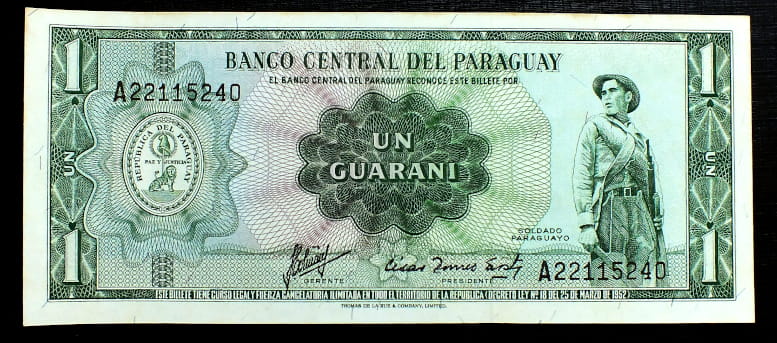 1
1
BANCO CENTRAL DEL PARAGUAY
EL BANCO CENTRAL DEL PARAGUAY RECONOCE ESTE BILLETE POR
A22115240
REPUBLICA DEL PARAGUAY
PAZ Y JUSTICIA
UN
GUARANI
UN
UN
SOLDADO
PARAGUAYO
1
1
GERENTE
PRESIDENTE
A22115240
ESTE BILLETE TIENE CURSO LEGAL Y FUERZA CANCELATORIA ILIMITADA EN TODO EL TERRITORIO DE LA REPUBLICA (DECRETO LEY Nº 18 DEL 25 DE MARZO DE 1952)
THOMAS DE LA RUE & COMPANY, LIMITED.